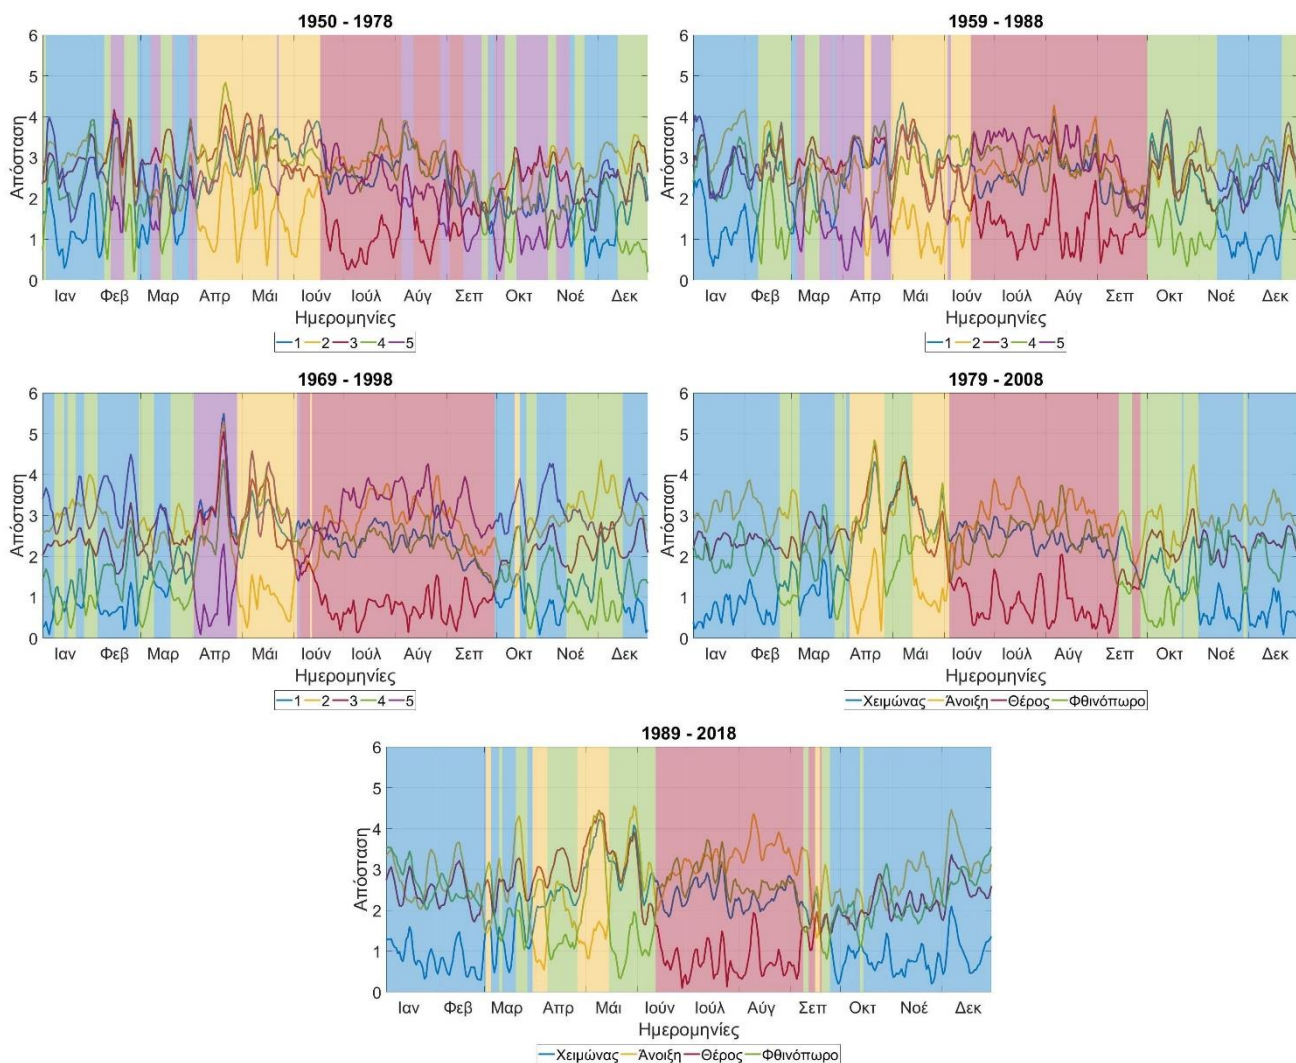 1950 - 1978
6
5
4
3
2
1
0
Απόσταση
Ιαν Φεβ Μαρ Απρ Μάι Ιούν Ιούλ Αύγ Σεπ Οκτ Νοέ Δεκ
Ημερομηνίες
1 2 3 4 5
1959 - 1988
6
5
4
3
2
1
0
Απόσταση
Ιαν Φεβ Μαρ Απρ Μάι Ιούν Ιούλ Αύγ Σεπ Οκτ Νοέ Δεκ
Ημερομηνίες
1 2 3 4 5
1969 - 1998
6
5
4
3
2
1
0
Απόσταση
Ιαν Φεβ Μαρ Απρ Μάι Ιούν Ιούλ Αύγ Σεπ Οκτ Νοέ Δεκ
Ημερομηνίες
1 2 3 4 5
1979 - 2008
6
5
4
3
2
1
0
Απόσταση
Ιαν Φεβ Μαρ Απρ Μάι Ιούν Ιούλ Αύγ Σεπ Οκτ Νοέ Δεκ
Ημερομηνίες
Χειμώνας Άνοιξη Θέρος Φθινόπωρο
1989 - 2018
6
5
4
3
2
1
0
Απόσταση
Ιαν Φεβ Μαρ Απρ Μάι Ιούν Ιούλ Αύγ Σεπ Οκτ Νοέ Δεκ
Ημερομηνίες
Χειμώνας Άνοιξη Θέρος Φθινόπωρο